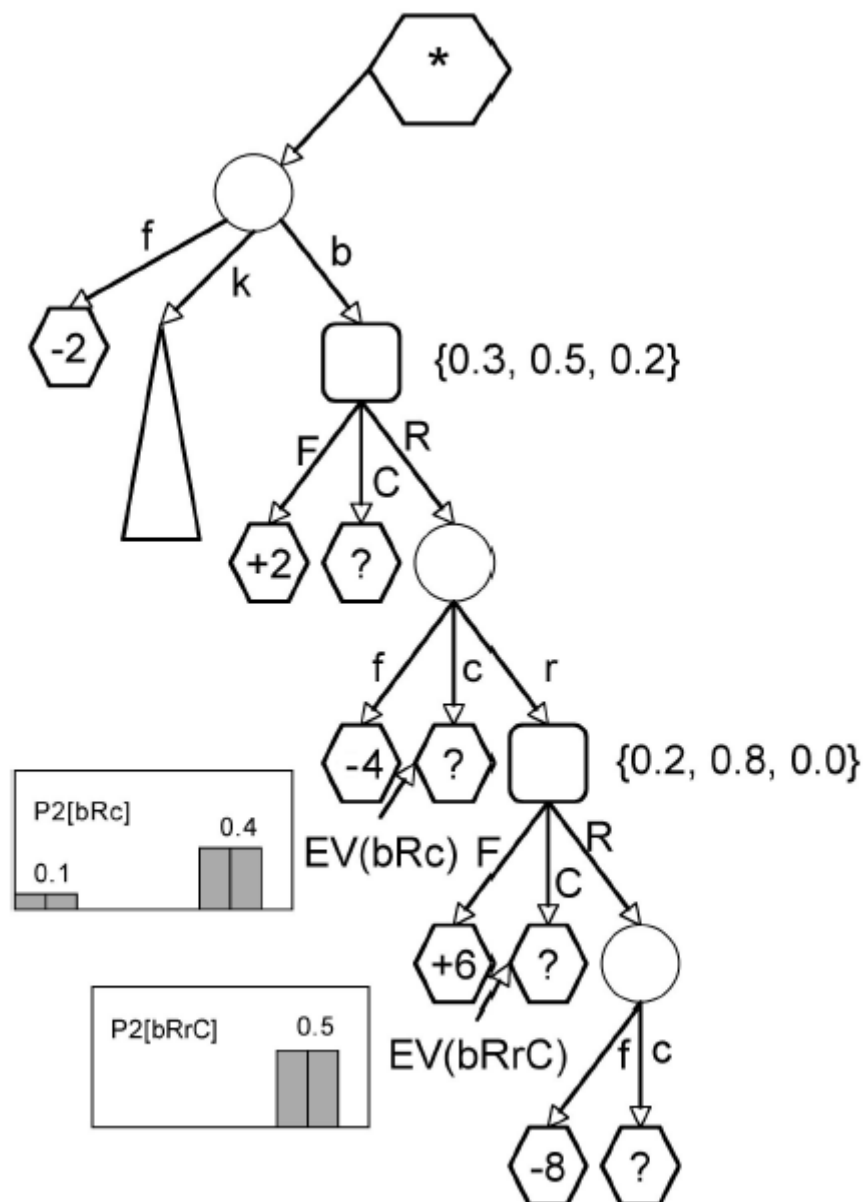 *
f
k
b
-2
{0.3, 0.5, 0.2}
F
C
R
+2
?
f
c
r
-4
?
{0.2, 0.8, 0.0}
P2[bRc]
0.4
0.1
EV(bRc)
F
C
R
+6
?
P2[bRrC]
0.5
EV(bRrC)
f
c
-8
?